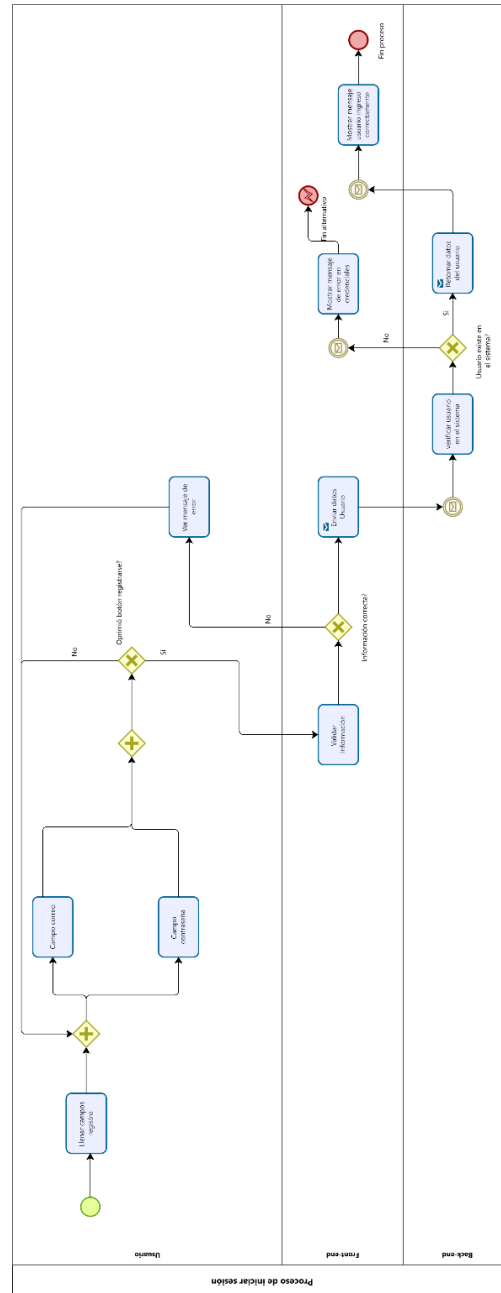 Proceso de iniciar sesión
Usuario
Front-end
Back-end
Llenar campos
registro
Campo correo
Campo
contraseña
Oprimió botón registrarse?
No
Si
Ver mensaje de
error
Validar
información
Información correcta?
No
Enviar datos
Usuario
verificar usuario
en el sistema
Usuario existe en
el sistema?
No
Si
Mostrar mensaje
de error en
credenciales
Fin alternativo
Retornar datos
del usuario
Mostrar mensaje
usuario ingreso
correctamente
Fin proceso